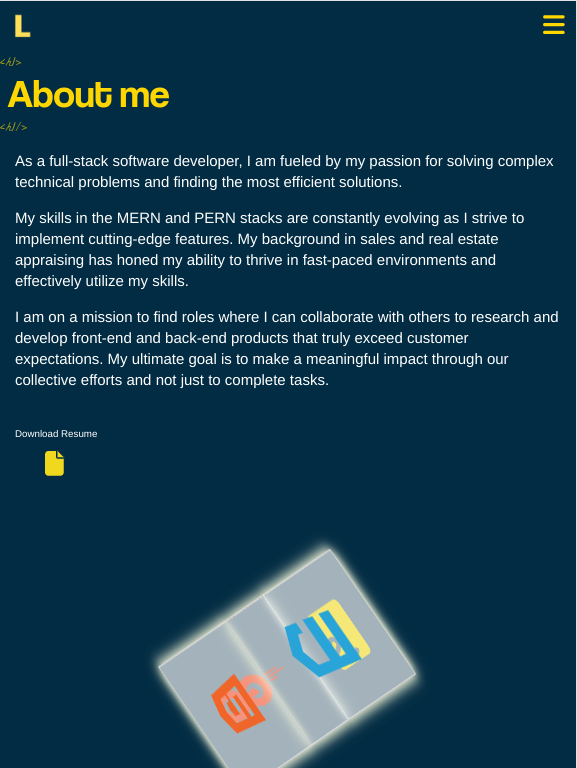 L
<h1>
About me
<h1/>
As a full-stack software developer, I am fueled by my passion for solving complex
technical problems and finding the most efficient solutions.
My skills in the MERN and PERN stacks are constantly evolving as I strive to
implement cutting-edge features. My background in sales and real estate
appraising has honed my ability to thrive in fast-paced environments and
effectively utilize my skills.
I am on a mission to find roles where I can collaborate with others to research and
develop front-end and back-end products that truly exceed customer
expectations. My ultimate goal is to make a meaningful impact through our
collective efforts and not just to complete tasks.
Download Resume